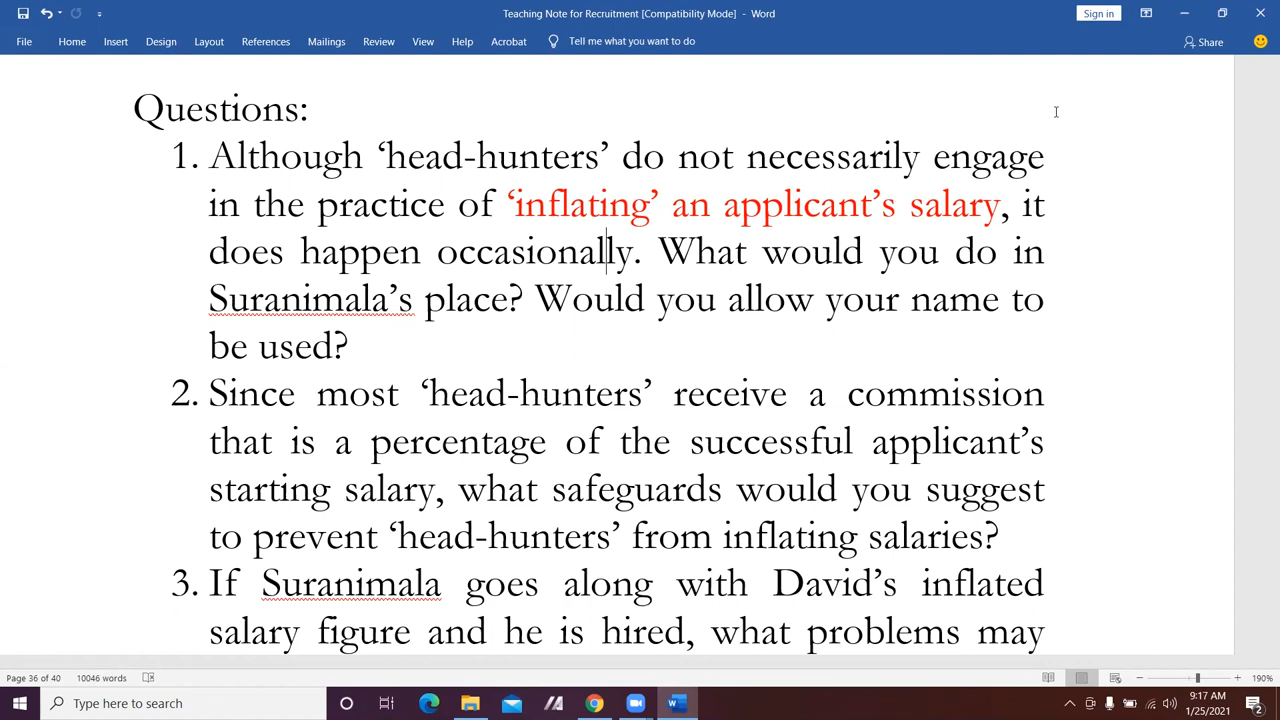 Teaching Note for Recruitment [Compatibility Mode] - Word
Sign in
File Home Insert Design Layout References Mailings Review View Help Acrobat Tell me what you want to do Share
Questions:
1. Although ‘head-hunters’ do not necessarily engage
in the practice of ‘inflating’ an applicant’s salary, it
does happen occasionally. What would you do in
Suranimala’s place? Would you allow your name to
be used?
2. Since most ‘head-hunters’ receive a commission
that is a percentage of the successful applicant’s
starting salary, what safeguards would you suggest
to prevent ‘head-hunters’ from inflating salaries?
3. If Suranimala goes along with David’s inflated
salary figure and he is hired, what problems may
Page 36 of 40 10046 words 190%
Type here to search
9:17 AM
1/25/2021
2